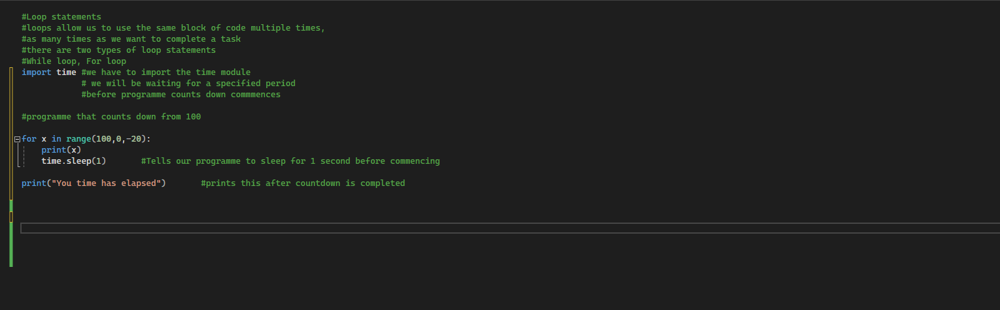 #Loop statements
#loops allow us to use the same block of code multiple times,
#as many times as we want to complete a task
#there are two types of loop statements
#While loop, For loop
import time #we have to import the time module
# we will be waiting for a specified period
#before programme counts down commmences
#programme that counts down from 100
for x in range(100,0,-20):
print(x)
time.sleep(1) #Tells our programme to sleep for 1 second before commencing
print("You time has elapsed") #prints this after countdown is completed